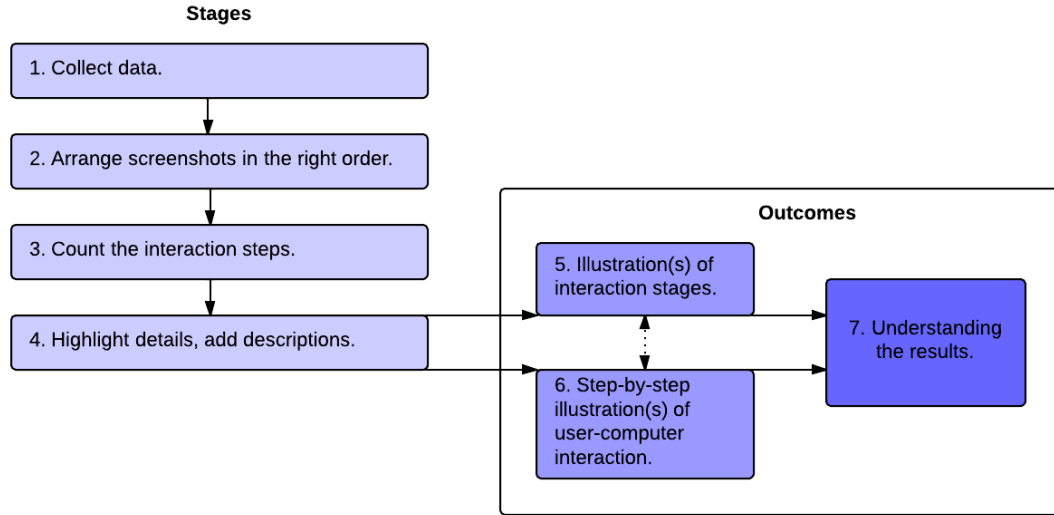 Stages
1. Collect data.
2. Arrange screenshots in the right order.
3. Count the interaction steps.
4. Highlight details, add descriptions.
Outcomes
5. Illustration(s) of
interaction stages.
6. Step-by-step
illustration(s) of
user-computer
interaction.
7. Understanding
the results.